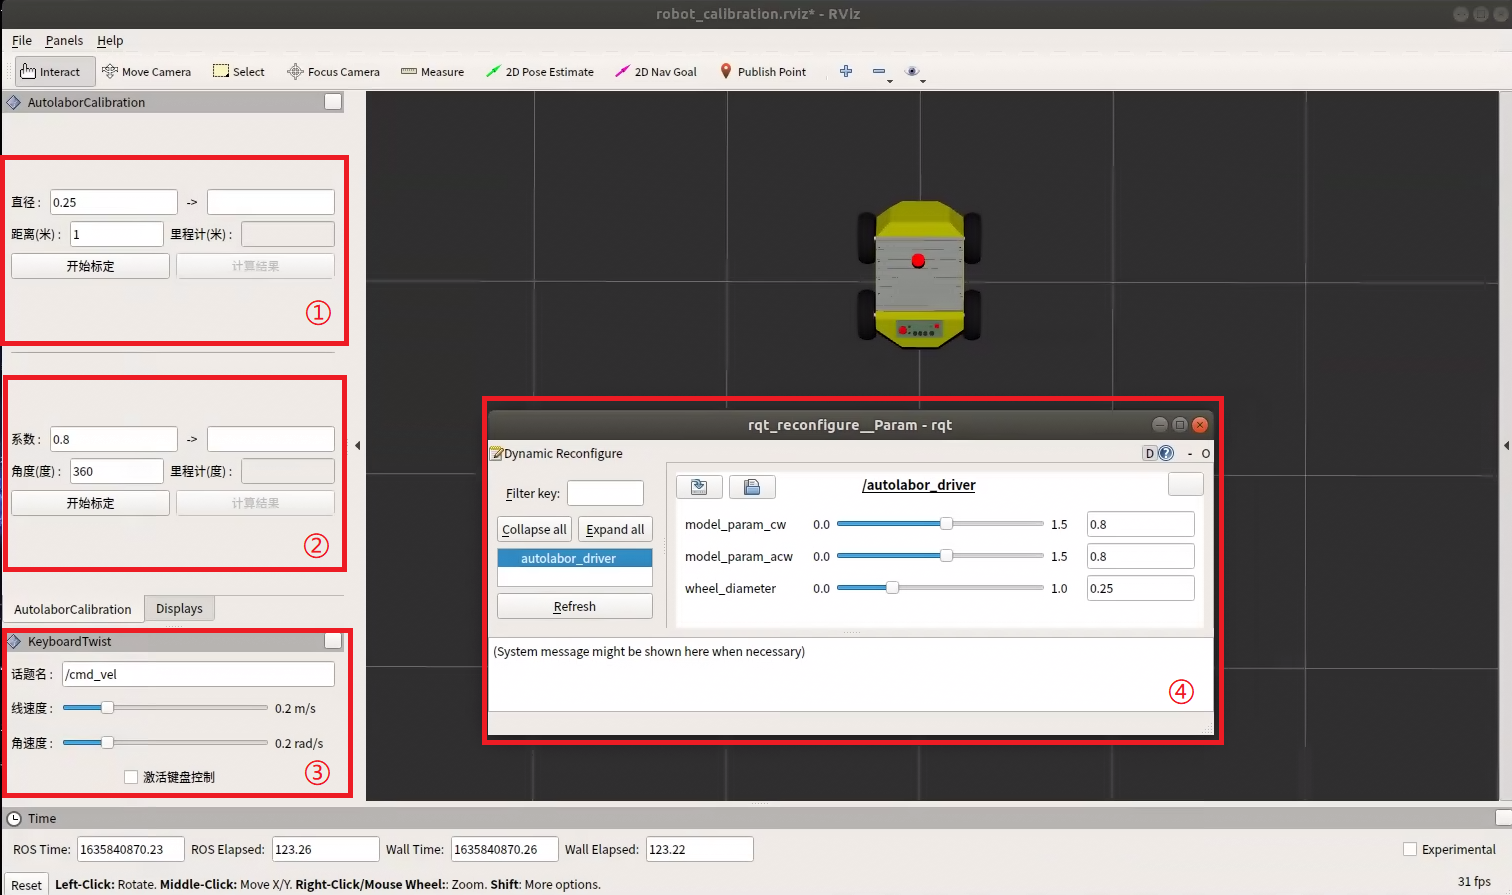 robot_calibration.rviz* - RViz
File Panels Help
Interact Move Camera Select Focus Camera Measure 2D Pose Estimate 2D Nav Goal Publish Point
AutolaborCalibration
直径： 0.25 ->
距离(米)： 1 里程计(米)：
开始标定 计算结果
①
系数： 0.8 ->
角度(度)： 360 里程计(度)：
开始标定 计算结果
②
AutolaborCalibration Displays
KeyboardTwist
话题名： /cmd_vel
线速度： 0.2 m/s
角速度： 0.2 rad/s
激活键盘控制
③
rqt_reconfigure__Param - rqt
Dynamic Reconfigure D ? - O
Filter key:
Collapse all Expand all
autolabor_driver
Refresh
/autolabor_driver
model_param_cw 0.0 1.5 0.8
model_param_acw 0.0 1.5 0.8
wheel_diameter 0.0 1.0 0.25
(System message might be shown here when necessary)
④
Time
ROS Time: 1635840870.23 ROS Elapsed: 123.26 Wall Time: 1635840870.26 Wall Elapsed: 123.22 Experimental
Reset Left-Click: Rotate. Middle-Click: Move X/Y. Right-Click/Mouse Wheel:: Zoom. Shift: More options. 31 fps